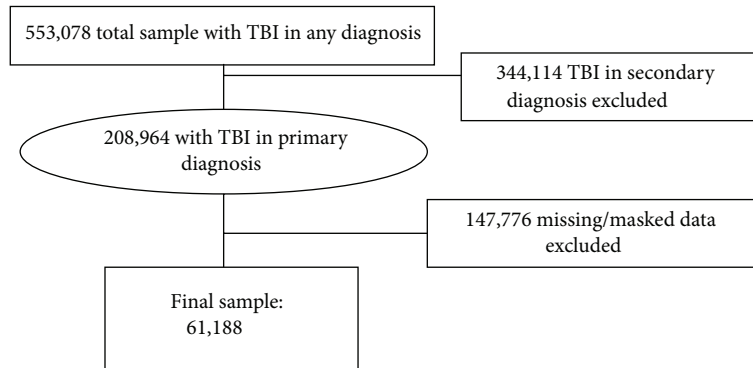 553,078 total sample with TBI in any diagnosis
344,114 TBI in secondary
diagnosis excluded
208,964 with TBI in primary
diagnosis
147,776 missing/masked data
excluded
Final sample:
61,188